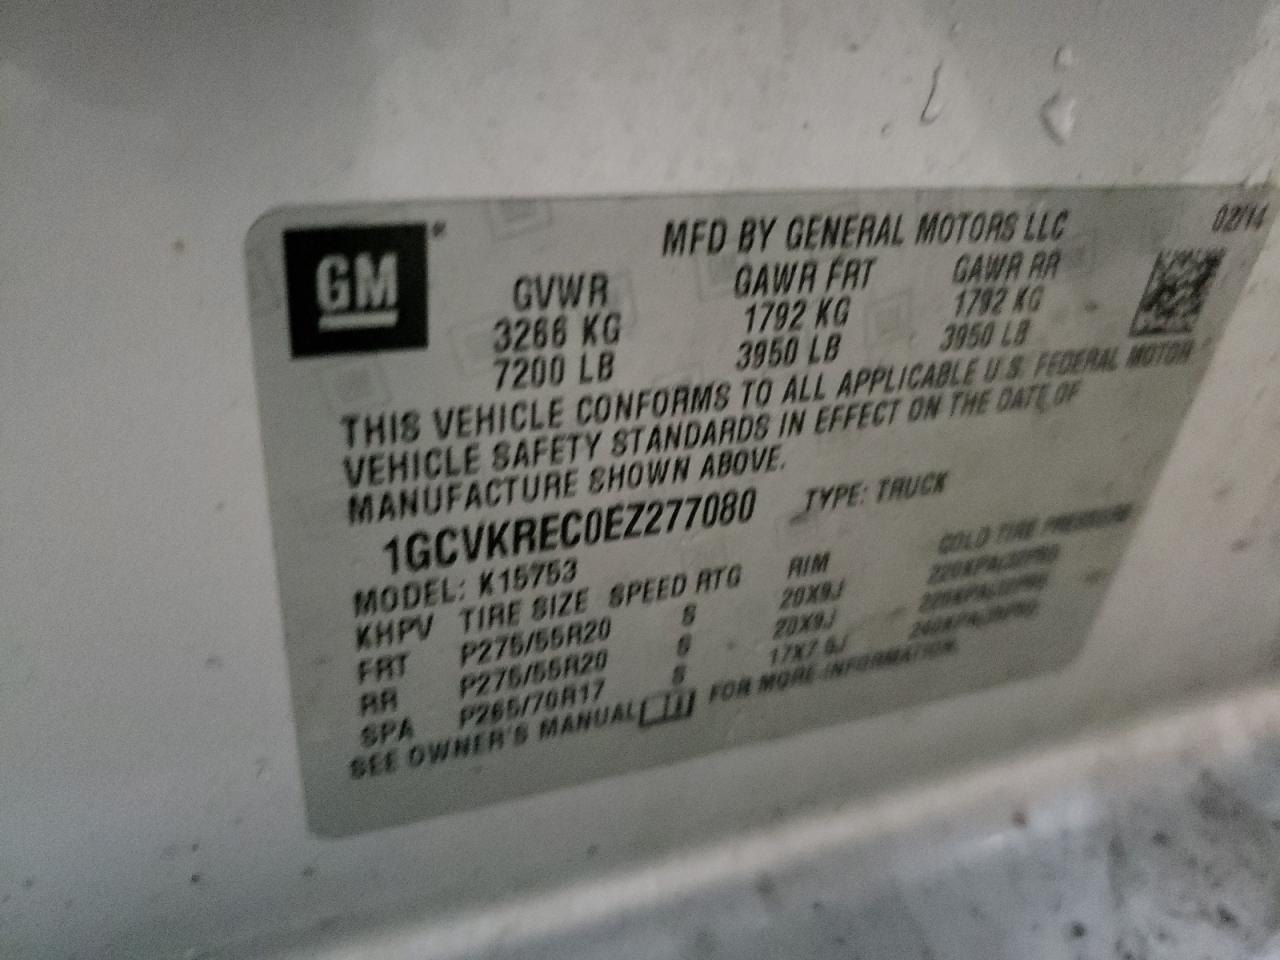 GM
MFD BY GENERAL MOTORS LLC 02/14
GVWR GAWR FRT GAWR RR
3266 KG 1792 KG 1792 KG
7200 LB 3950 LB 3950 LB
THIS VEHICLE CONFORMS TO ALL APPLICABLE U.S. FEDERAL MOTOR
VEHICLE SAFETY STANDARDS IN EFFECT ON THE DATE OF
MANUFACTURE SHOWN ABOVE.
1GCVKREC0EZ277080 TYPE: TRUCK
MODEL: K15753
KHPV TIRE SIZE SPEED RTG RIM COLD TIRE PRESSURE
FRT P275/55R20 S 20X9J
RR P275/55R20 S 20X9J
SPA P265/70R17 S 17X7.5J
SEE OWNER'S MANUAL FOR MORE INFORMATION.